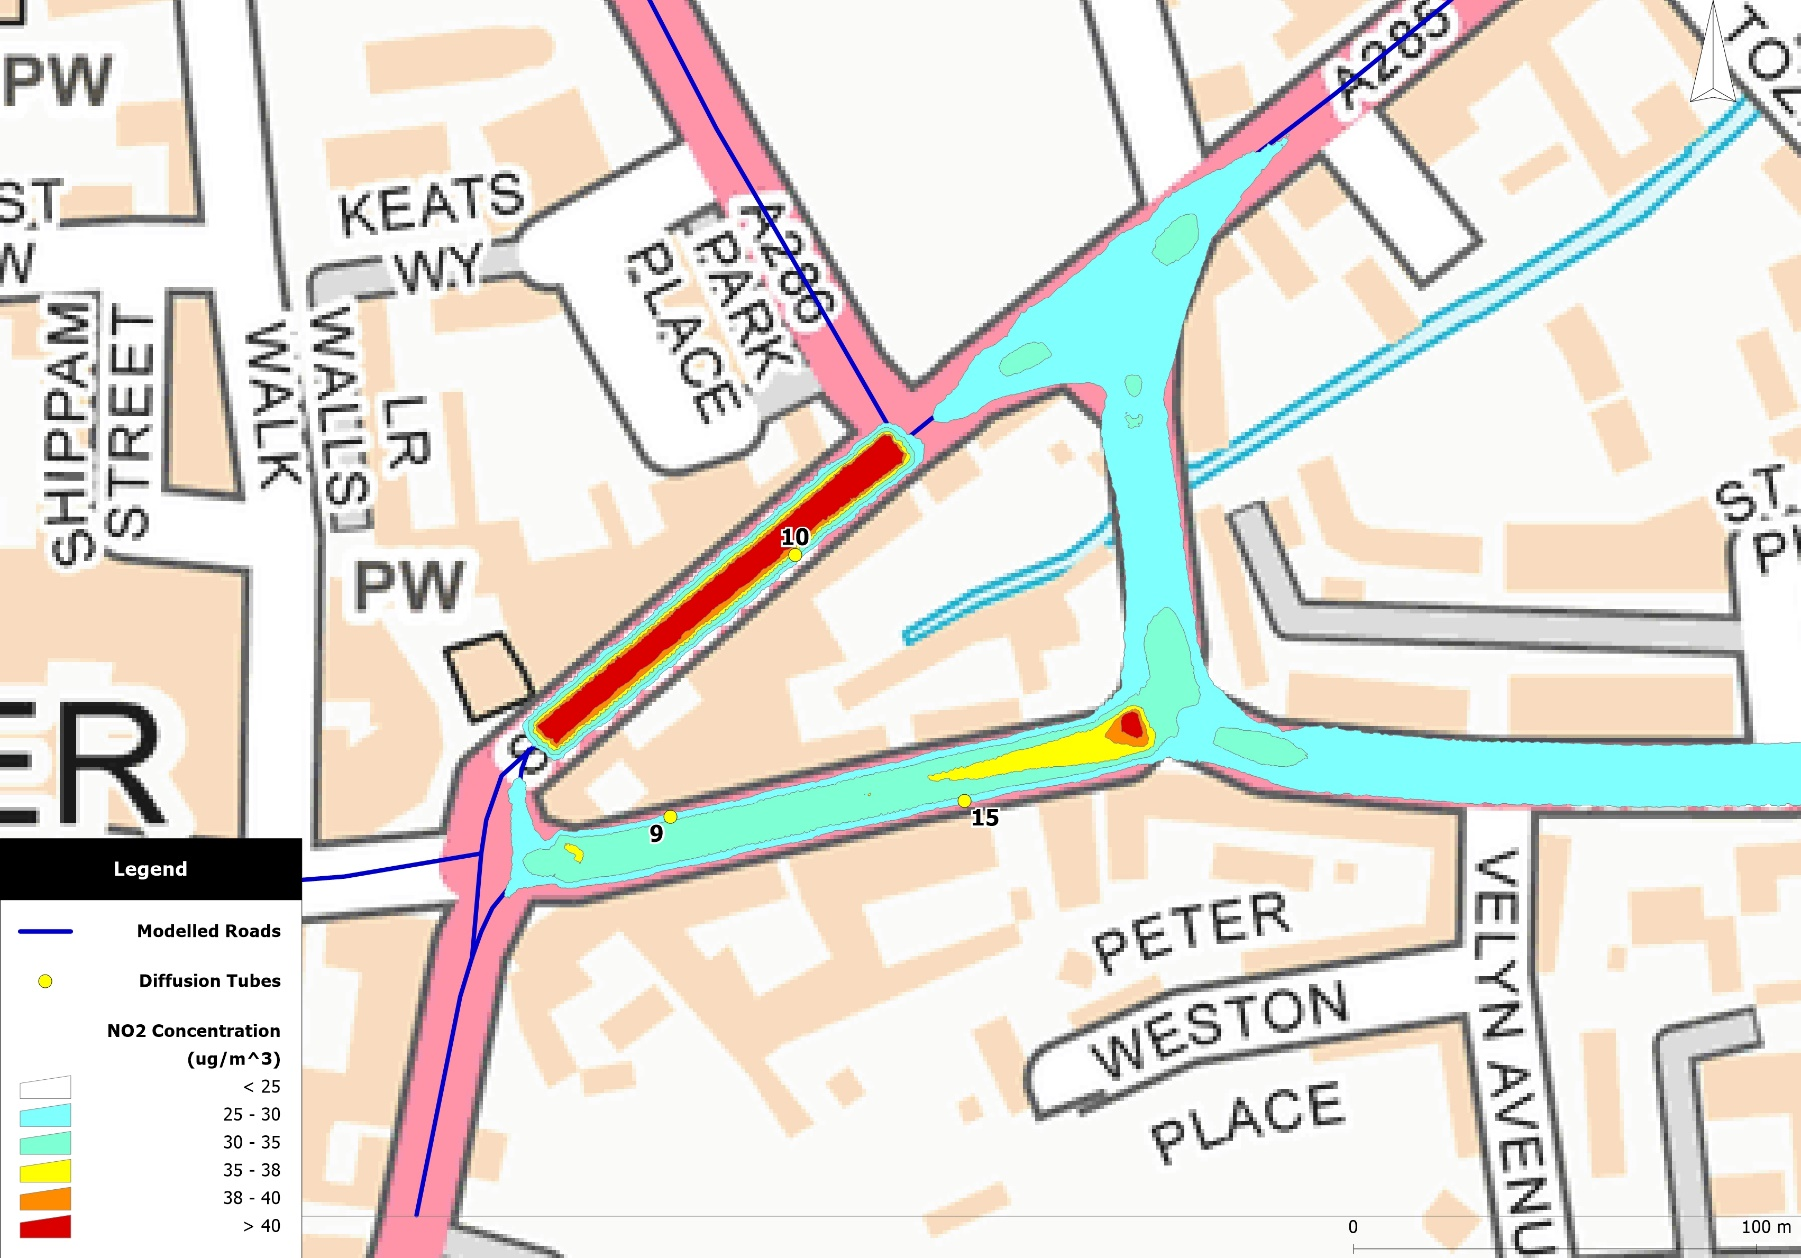 PW
KEATS
WY
ST
W
A286
PARK
PLACE
A285
TOZ
SHIPPAM
STREET
WALK
WALLS
LR
PW
ER
S
10
9
15
ST.
PETER
WESTON
PLACE
VELYN AVENU
Legend
Modelled Roads
Diffusion Tubes
NO2 Concentration
(ug/m^3)
< 25
25 - 30
30 - 35
35 - 38
38 - 40
> 40
0
100 m